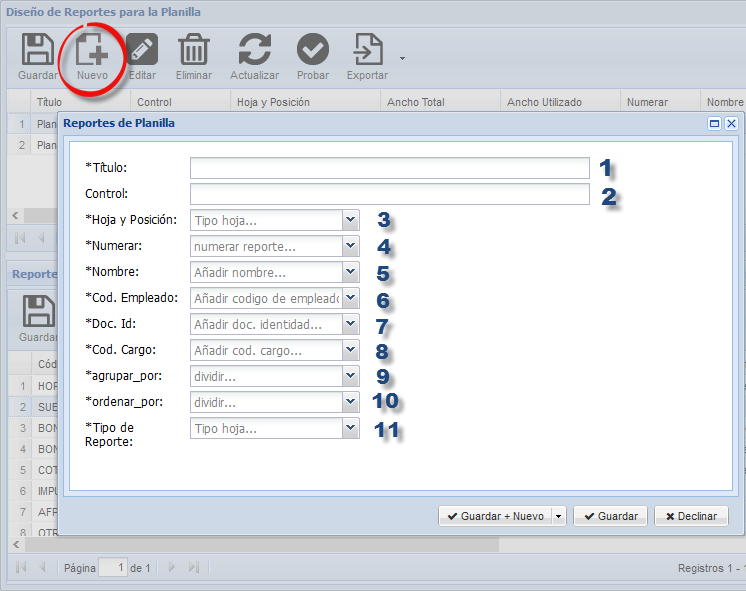 Diseño de Reportes para la Planilla
Guardar Nuevo Editar Eliminar Actualizar Probar Exportar
Título Control Hoja y Posición Ancho Total Ancho Utilizado Numerar Nombre
1 Plan
2 Plan
Reportes de Planilla
*Título: 1
Control: 2
*Hoja y Posición: Tipo hoja... 3
*Numerar: numerar reporte... 4
*Nombre: Añadir nombre... 5
*Cod. Empleado: Añadir codigo de empleado 6
*Doc. Id: Añadir doc. identidad... 7
*Cod. Cargo: Añadir cod. cargo... 8
*agrupar_por: dividir... 9
*ordenar_por: dividir... 10
*Tipo de Reporte: Tipo hoja... 11
Guardar + Nuevo Guardar Declinar
Reporte
Guardar
Cód
1 HOR
2 SUE
3 BON
4 BON
5 COT
6 IMPU
7 AFP
8 OTR
Página 1 de 1 Registros 1 - 1